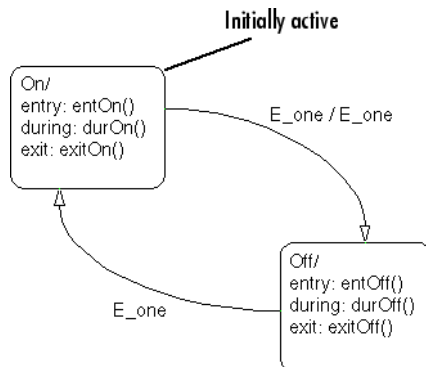 Initially active
On/
entry: entOn()
during: durOn()
exit: exitOn()
E_one / E_one
Off/
entry: entOff()
during: durOff()
exit: exitOff()
E_one